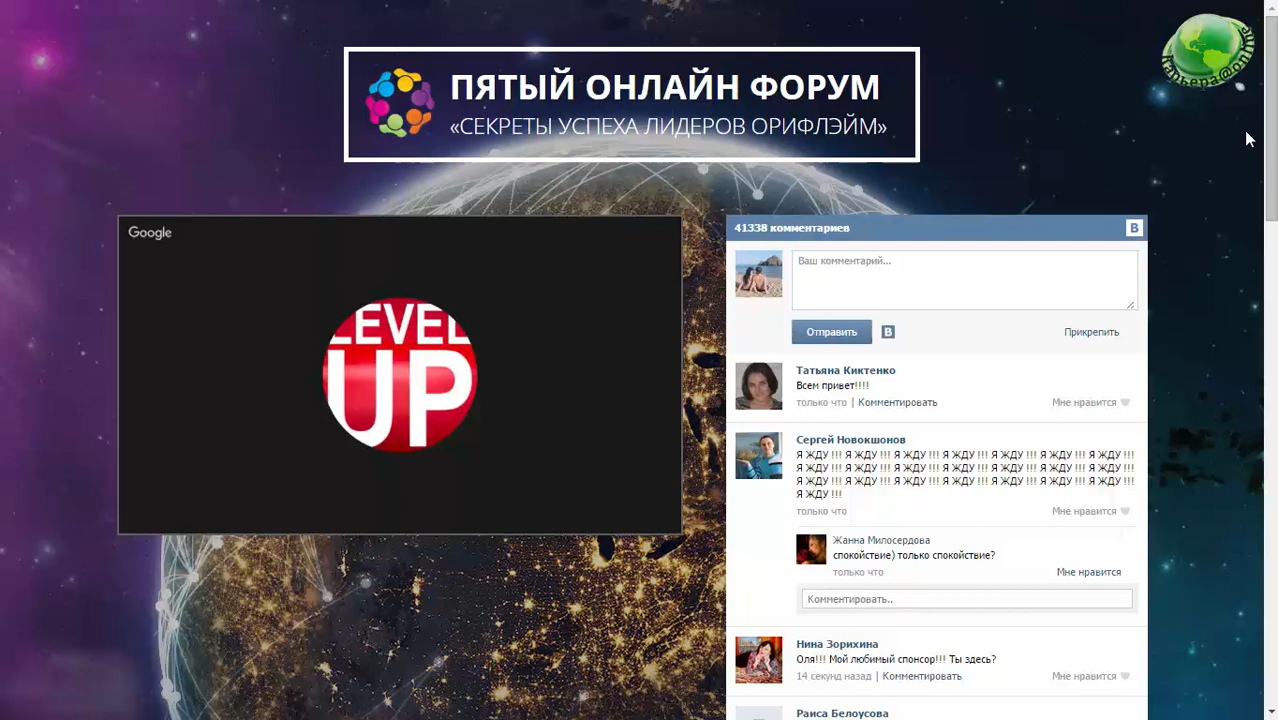 ПЯТЫЙ ОНЛАЙН ФОРУМ
«СЕКРЕТЫ УСПЕХА ЛИДЕРОВ ОРИФЛЭЙМ»
карьера@online
Google
LEVEL
UP
41338 комментариев
В
Ваш комментарий...
Отправить
В
Прикрепить
Татьяна Киктенко
Всем привет!!!!
только что | Комментировать
Мне нравится
Сергей Новокшонов
Я ЖДУ !!! Я ЖДУ !!! Я ЖДУ !!! Я ЖДУ !!! Я ЖДУ !!! Я ЖДУ !!! Я ЖДУ !!!
Я ЖДУ !!! Я ЖДУ !!! Я ЖДУ !!! Я ЖДУ !!! Я ЖДУ !!! Я ЖДУ !!! Я ЖДУ !!!
Я ЖДУ !!! Я ЖДУ !!! Я ЖДУ !!! Я ЖДУ !!! Я ЖДУ !!! Я ЖДУ !!! Я ЖДУ !!!
Я ЖДУ !!!
только что
Мне нравится
Жанна Милосердова
спокойствие) только спокойствие?
только что
Мне нравится
Комментировать..
Нина Зорихина
Оля!!! Мой любимый спонсор!!! Ты здесь?
14 секунд назад | Комментировать
Мне нравится
Раиса Белоусова